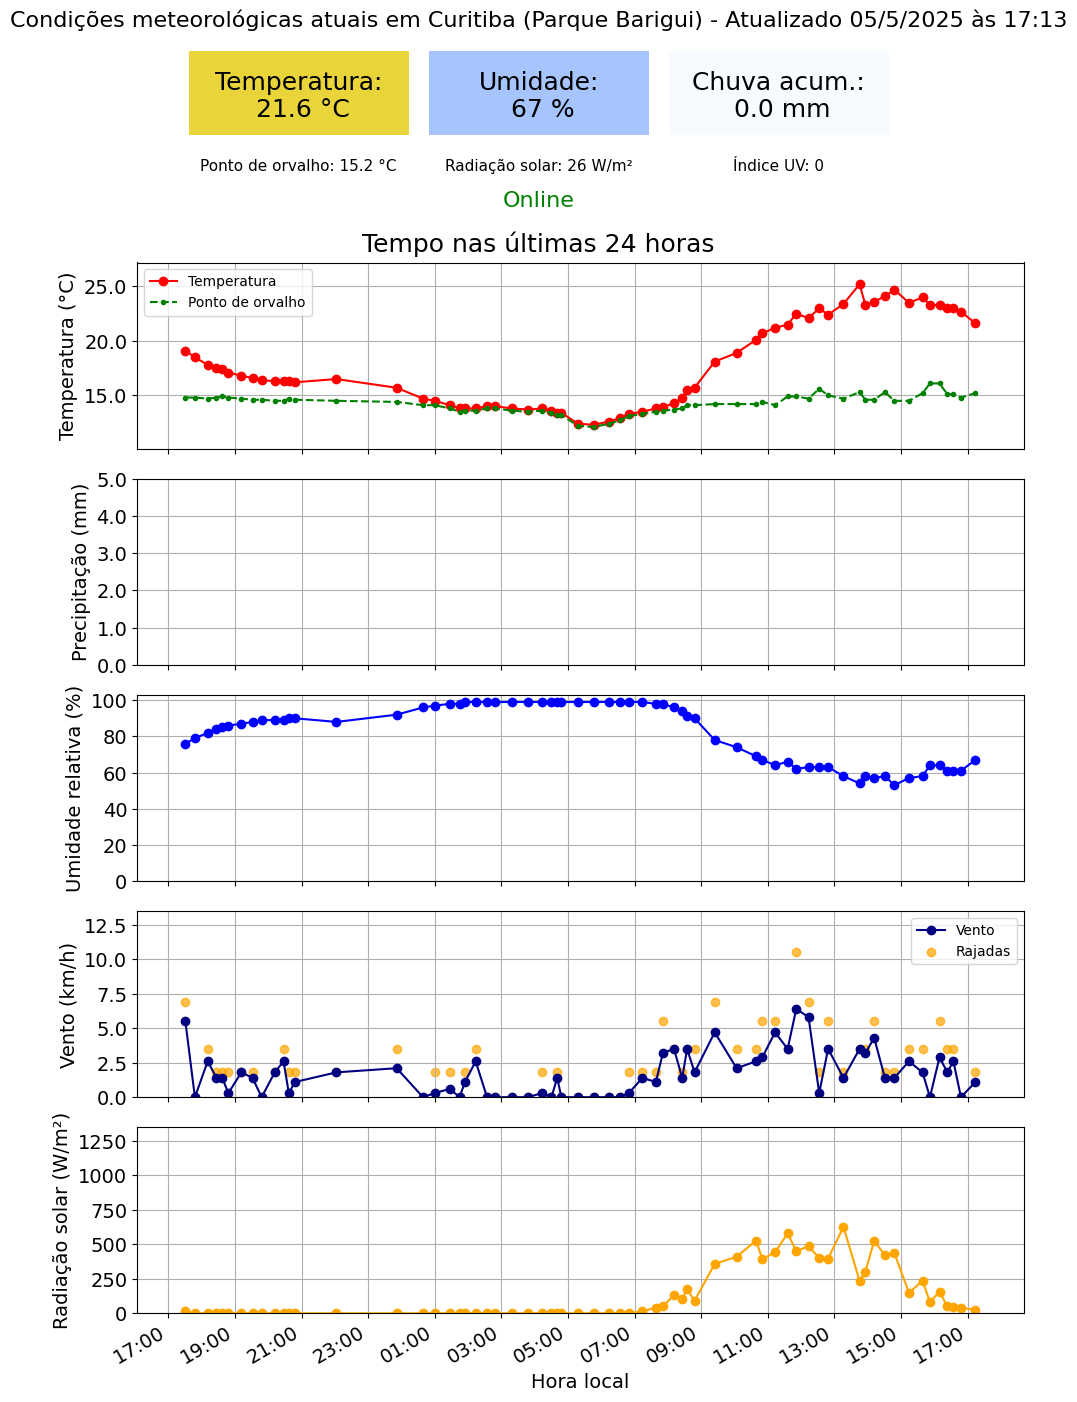 Condições meteorológicas atuais em Curitiba (Parque Barigui) - Atualizado 05/5/2025 às 17:13
Temperatura:
21.6 °C
Umidade:
67 %
Chuva acum.:
0.0 mm
Ponto de orvalho: 15.2 °C
Radiação solar: 26 W/m²
Índice UV: 0
Online
Tempo nas últimas 24 horas
Temperatura (°C)
25.0
20.0
15.0
Temperatura
Ponto de orvalho
Precipitação (mm)
5.0
4.0
3.0
2.0
1.0
0.0
Umidade relativa (%)
100
80
60
40
20
0
Vento (km/h)
12.5
10.0
7.5
5.0
2.5
0.0
Vento
Rajadas
Radiação solar (W/m²)
1250
1000
750
500
250
0
17:00
19:00
21:00
23:00
01:00
03:00
05:00
07:00
09:00
11:00
13:00
15:00
17:00
Hora local